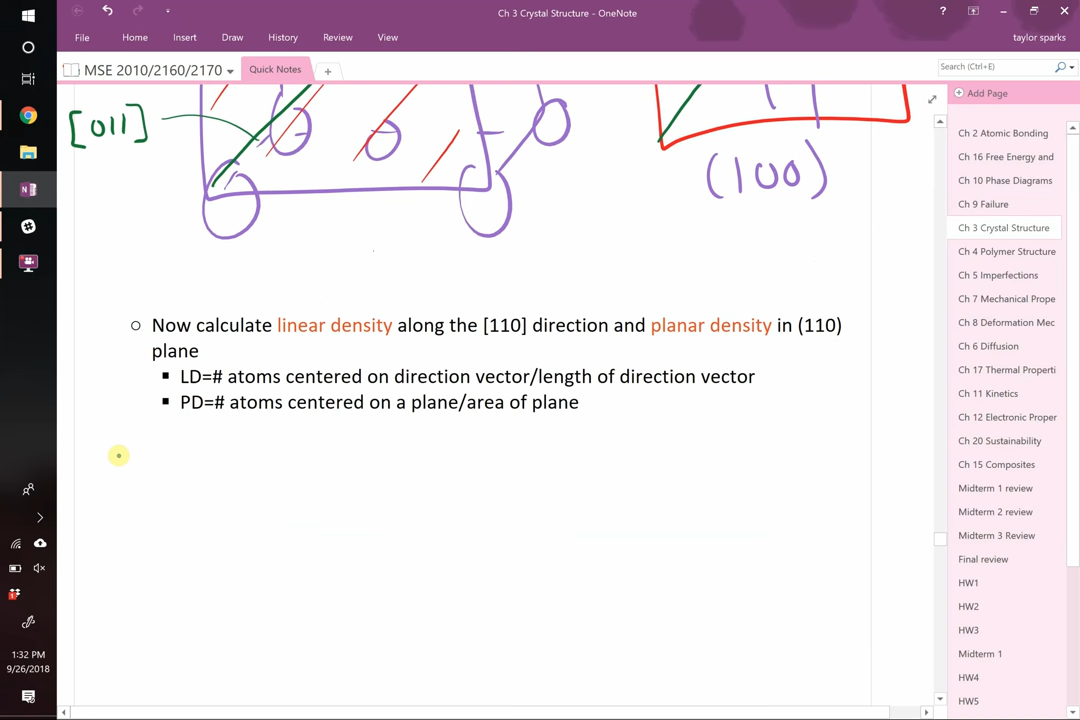 Ch 3 Crystal Structure - OneNote
?
File
Home
Insert
Draw
History
Review
View
taylor sparks
MSE 2010/2160/2170
Quick Notes
+
Search (Ctrl+E)
Add Page
[011]
(100)
Now calculate linear density along the [110] direction and planar density in (110)
plane
LD=# atoms centered on direction vector/length of direction vector
PD=# atoms centered on a plane/area of plane
Ch 2 Atomic Bonding
Ch 16 Free Energy and
Ch 10 Phase Diagrams
Ch 9 Failure
Ch 3 Crystal Structure
Ch 4 Polymer Structure
Ch 5 Imperfections
Ch 7 Mechanical Prope
Ch 8 Deformation Mec
Ch 6 Diffusion
Ch 17 Thermal Properti
Ch 11 Kinetics
Ch 12 Electronic Proper
Ch 20 Sustainability
Ch 15 Composites
Midterm 1 review
Midterm 2 review
Midterm 3 Review
Final review
HW1
HW2
HW3
Midterm 1
HW4
HW5
1:32 PM
9/26/2018